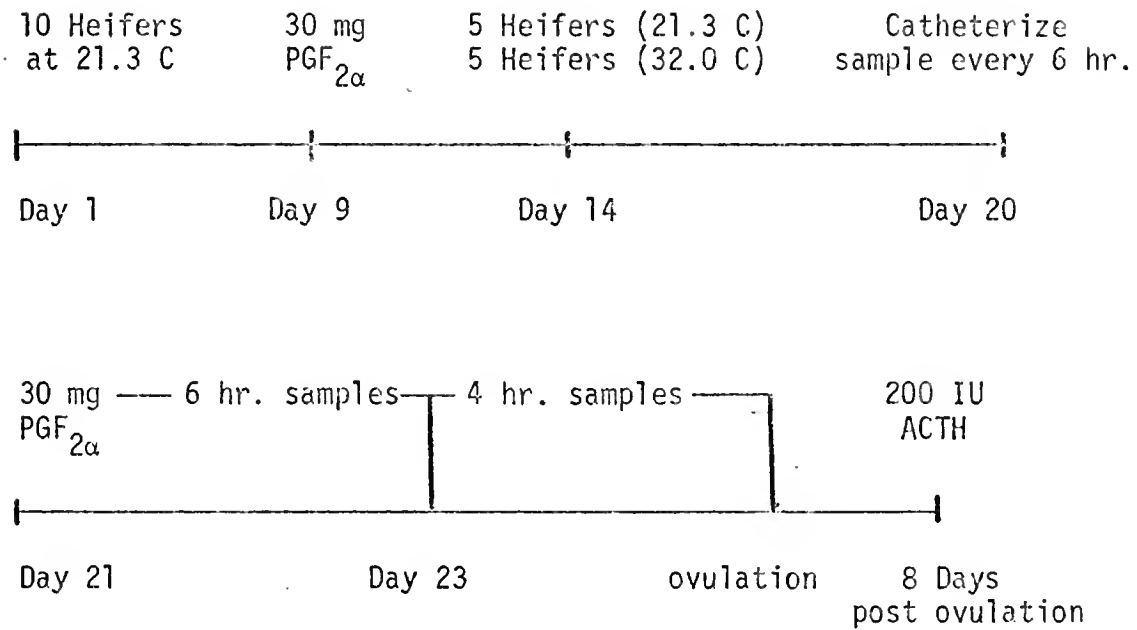 10 Heifers 30 mg 5 Heifers (21.3 C) Catheterize
at 21.3 C PGF2α 5 Heifers (32.0 C) sample every 6 hr.
Day 1 Day 9 Day 14 Day 20
30 mg — 6 hr. samples — 4 hr. samples — 200 IU
PGF2α ACTH
Day 21 Day 23 ovulation 8 Days
post ovulation